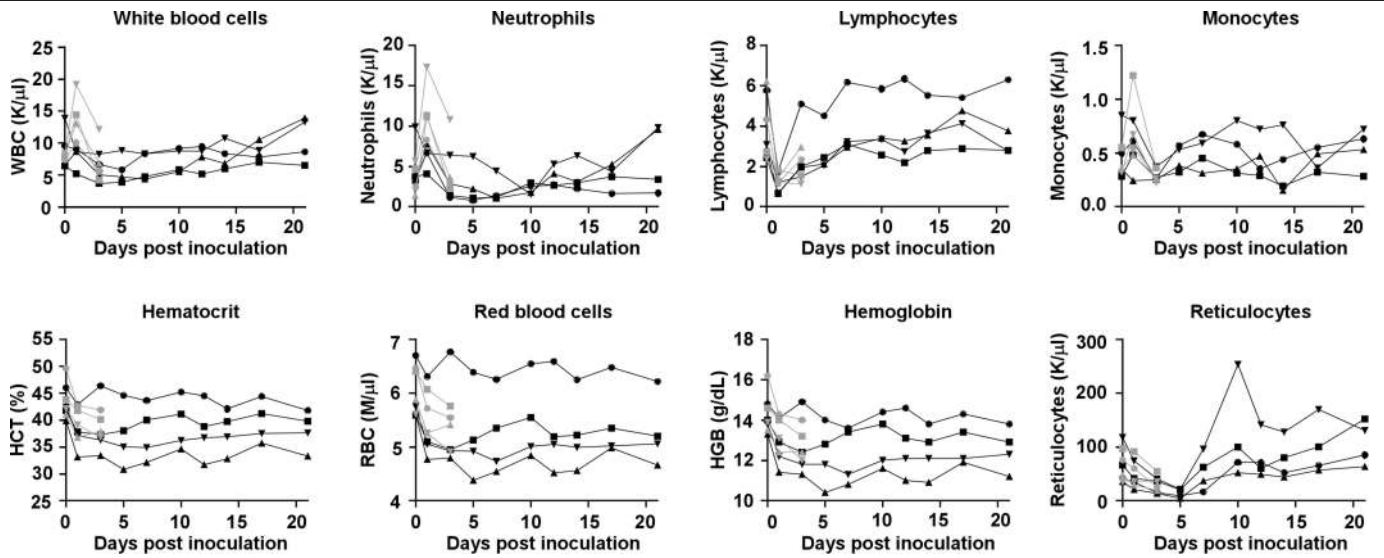 White blood cells
WBC (K/μl)
25
20
15
10
5
0
0 5 10 15 20
Days post inoculation
Neutrophils
Neutrophils (K/μl)
20
15
10
5
0
0 5 10 15 20
Days post inoculation
Lymphocytes
Lymphocytes (K/μl)
8
6
4
2
0
0 5 10 15 20
Days post inoculation
Monocytes
Monocytes (K/μl)
1.5
1.0
0.5
0.0
0 5 10 15 20
Days post inoculation
Hematocrit
HCT (%)
55
50
45
40
35
30
25
0 5 10 15 20
Days post inoculation
Red blood cells
RBC (M/μl)
7
6
5
4
0 5 10 15 20
Days post inoculation
Hemoglobin
HGB (g/dL)
18
16
14
12
10
0 5 10 15 20
Days post inoculation
Reticulocytes
Reticulocytes (K/μl)
300
200
100
50
0
0 5 10 15 20
Days post inoculation